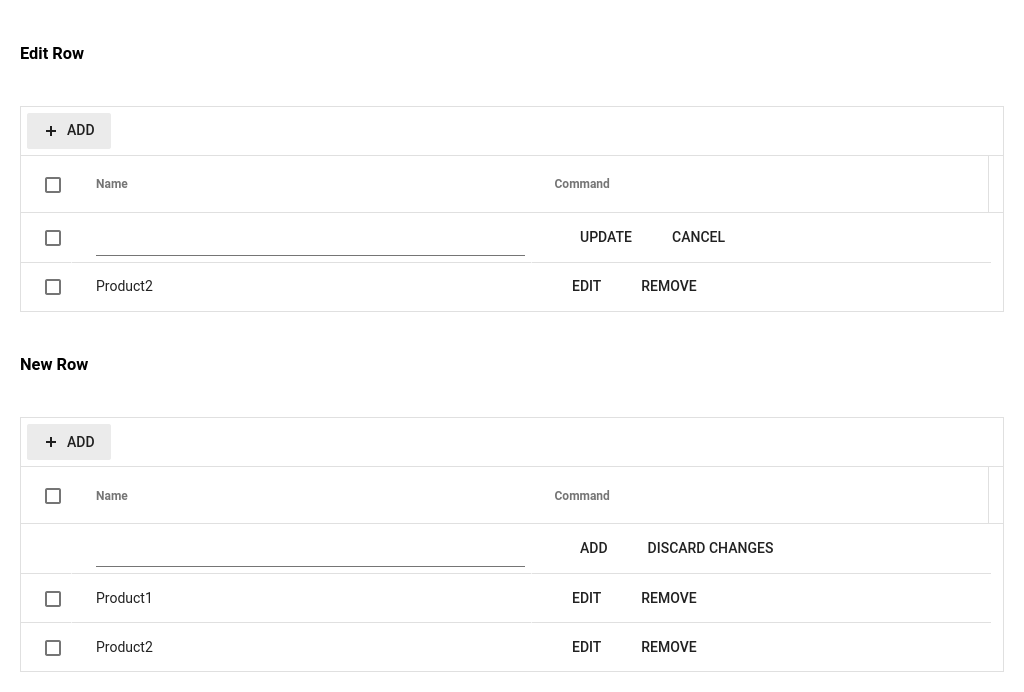 Edit Row
ADD
Name Command
UPDATE CANCEL
Product2 EDIT REMOVE
New Row
ADD
Name Command
ADD DISCARD CHANGES
Product1 EDIT REMOVE
Product2 EDIT REMOVE